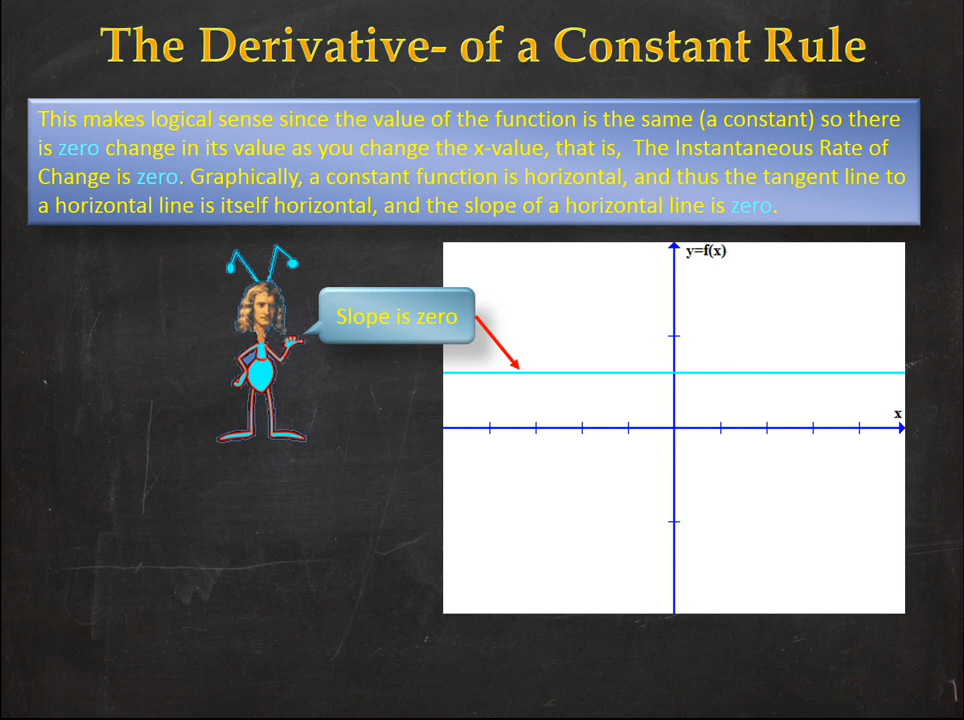 The Derivative- of a Constant Rule
This makes logical sense since the value of the function is the same (a constant) so there
is zero change in its value as you change the x-value, that is,  The Instantaneous Rate of
Change is zero. Graphically, a constant function is horizontal, and thus the tangent line to
a horizontal line is itself horizontal, and the slope of a horizontal line is zero.
y=f(x)
Slope is zero
x